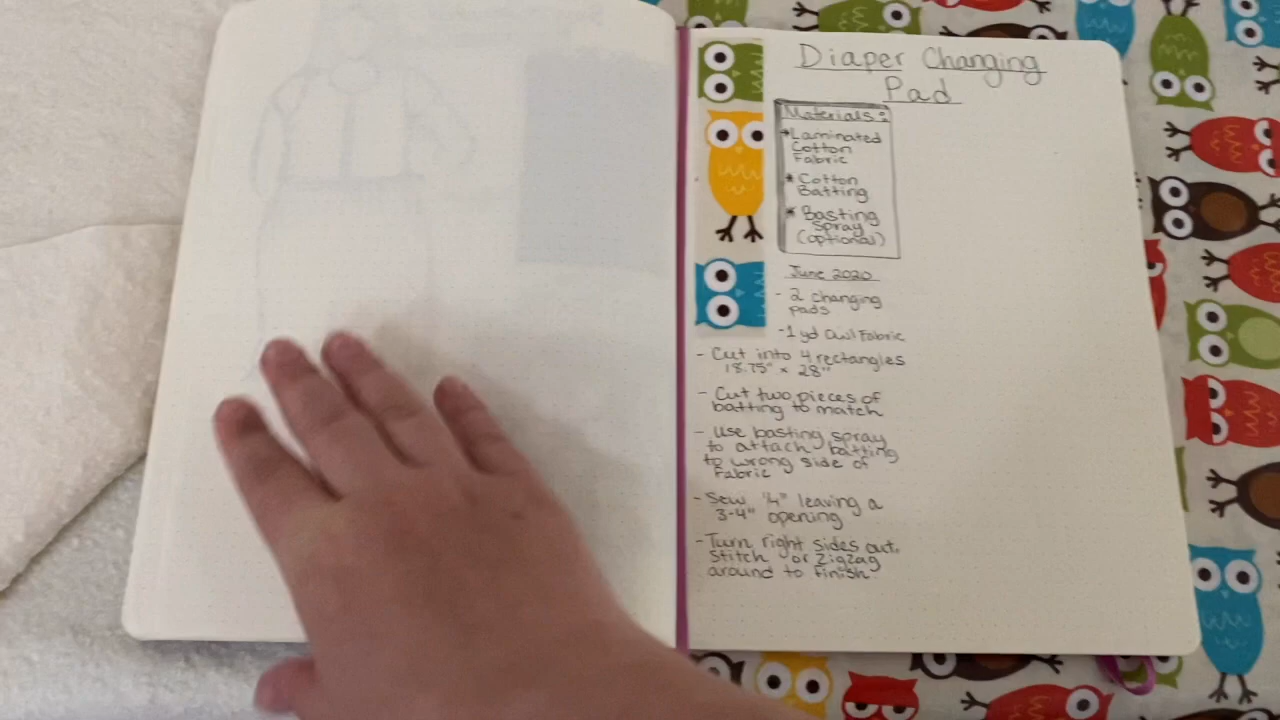 Diaper Changing
Pad
Materials:
*Laminated
Cotton
Fabric
* Cotton
Batting
* Basting
Spray
(optional)
June 2020
- 2 changing
pads
-1 yd Owl Fabric
- Cut into 4 rectangles
18.75" x 28"
- Cut two pieces of
batting to match
- Use basting spray
to attach batting
to wrong side of
Fabric
-Sew 1/4" leaving a
3-4" opening
-Turn right sides out.
Stitch or zigzag
around to finish